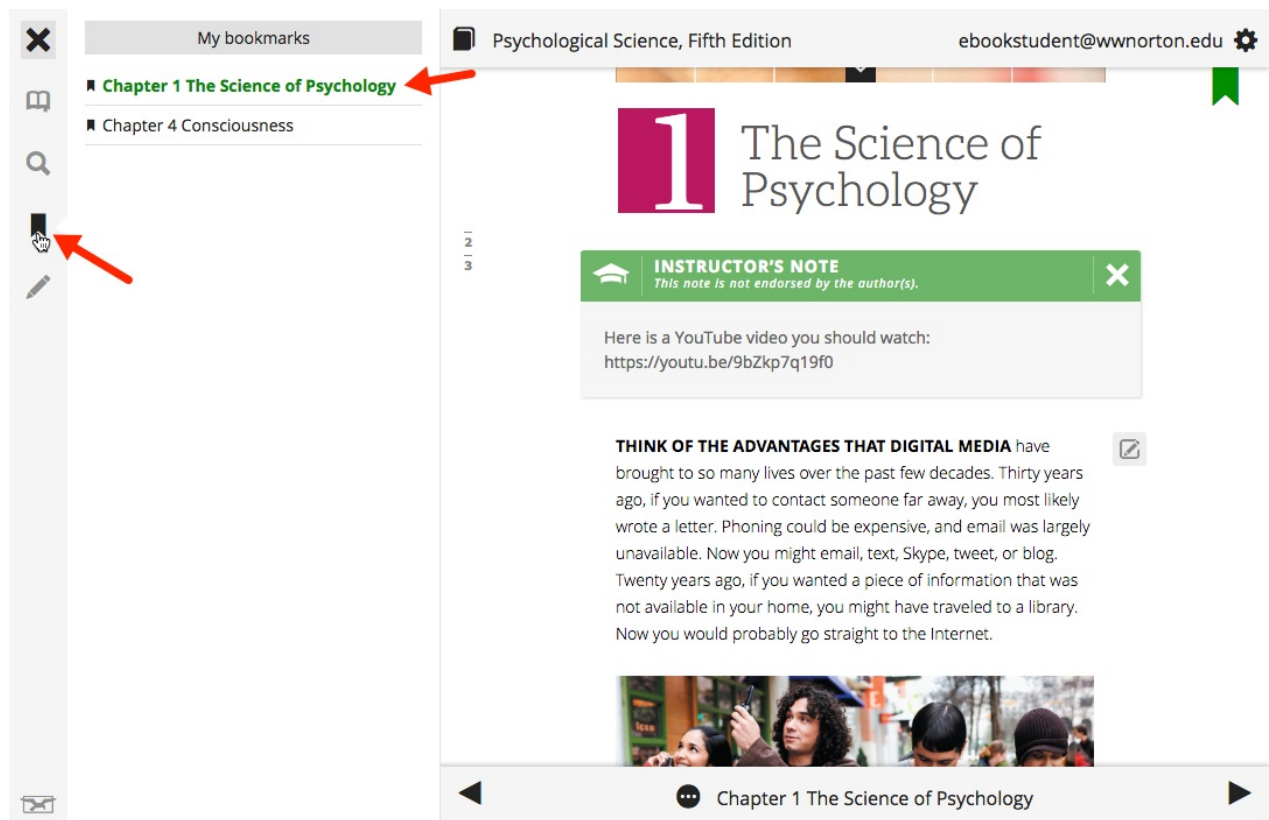 My bookmarks
Chapter 1 The Science of Psychology
Chapter 4 Consciousness
Psychological Science, Fifth Edition
ebookstudent@wwnorton.edu
1
The Science of
Psychology
2
3
INSTRUCTOR'S NOTE
This note is not endorsed by the author(s).
Here is a YouTube video you should watch:
https://youtu.be/9bZkp7q19f0
THINK OF THE ADVANTAGES THAT DIGITAL MEDIA have
brought to so many lives over the past few decades. Thirty years
ago, if you wanted to contact someone far away, you most likely
wrote a letter. Phoning could be expensive, and email was largely
unavailable. Now you might email, text, Skype, tweet, or blog.
Twenty years ago, if you wanted a piece of information that was
not available in your home, you might have traveled to a library.
Now you would probably go straight to the Internet.
Chapter 1 The Science of Psychology